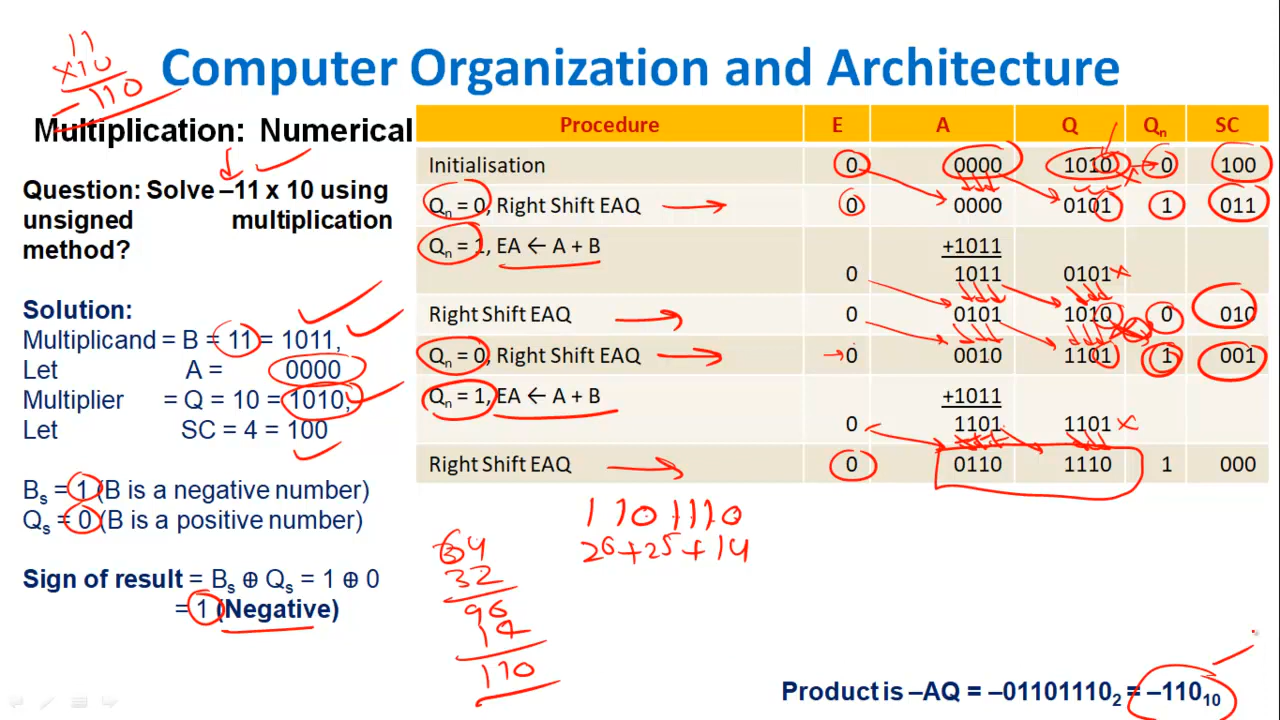 11
×10
–110
Computer Organization and Architecture
Multiplication: Numerical
Question: Solve –11 x 10 using
unsigned multiplication
method?
Solution:
Multiplicand = B = 11 = 1011,
Let A = 0000
Multiplier = Q = 10 = 1010,
Let SC = 4 = 100
Bs = 1 (B is a negative number)
Qs = 0 (B is a positive number)
Sign of result = Bs ⊕ Qs = 1 ⊕ 0
= 1 (Negative)
Procedure E A Q Qn SC
Initialisation 0 0000 1010 0 100
Qn = 0, Right Shift EAQ 0 0000 0101 1 011
Qn = 1, EA ← A + B +1011
0 1011 0101
Right Shift EAQ 0 0101 1010 0 010
Qn = 0, Right Shift EAQ 0 0010 1101 1 001
Qn = 1, EA ← A + B +1011
0 1101 1101
Right Shift EAQ 0 0110 1110 1 000
1101110
26+25+14
64
32
96
14
110
Product is –AQ = –01101110₂ = –110₁₀